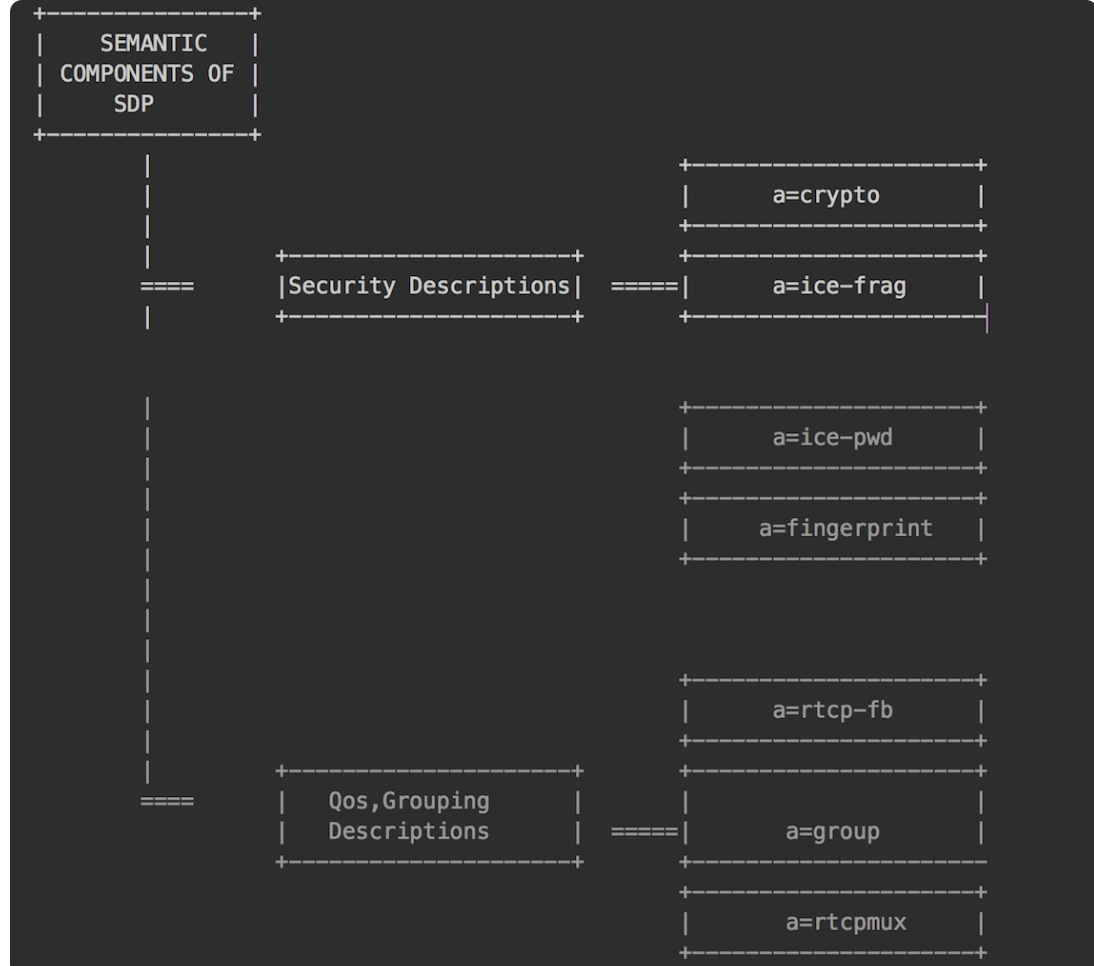 SEMANTIC
COMPONENTS OF
SDP
a=crypto
Security Descriptions
a=ice-frag
a=ice-pwd
a=fingerprint
a=rtcp-fb
Qos,Grouping
Descriptions
a=group
a=rtcpmux